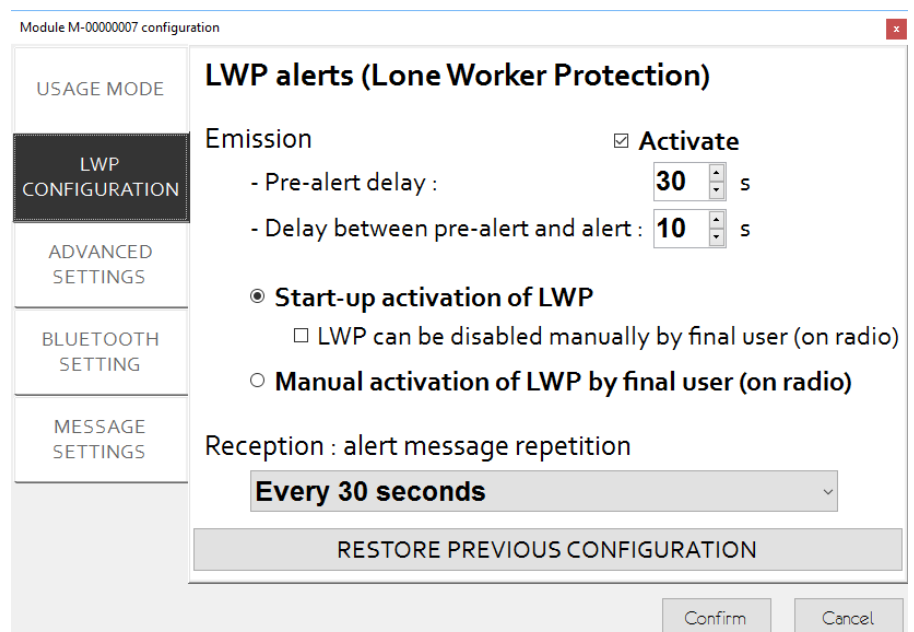 Module M-00000007 configuration
x
USAGE MODE
LWP
CONFIGURATION
ADVANCED
SETTINGS
BLUETOOTH
SETTING
MESSAGE
SETTINGS
LWP alerts (Lone Worker Protection)
Emission
Activate
- Pre-alert delay : 30 s
- Delay between pre-alert and alert : 10 s
Start-up activation of LWP
LWP can be disabled manually by final user (on radio)
Manual activation of LWP by final user (on radio)
Reception : alert message repetition
Every 30 seconds
RESTORE PREVIOUS CONFIGURATION
Confirm
Cancel